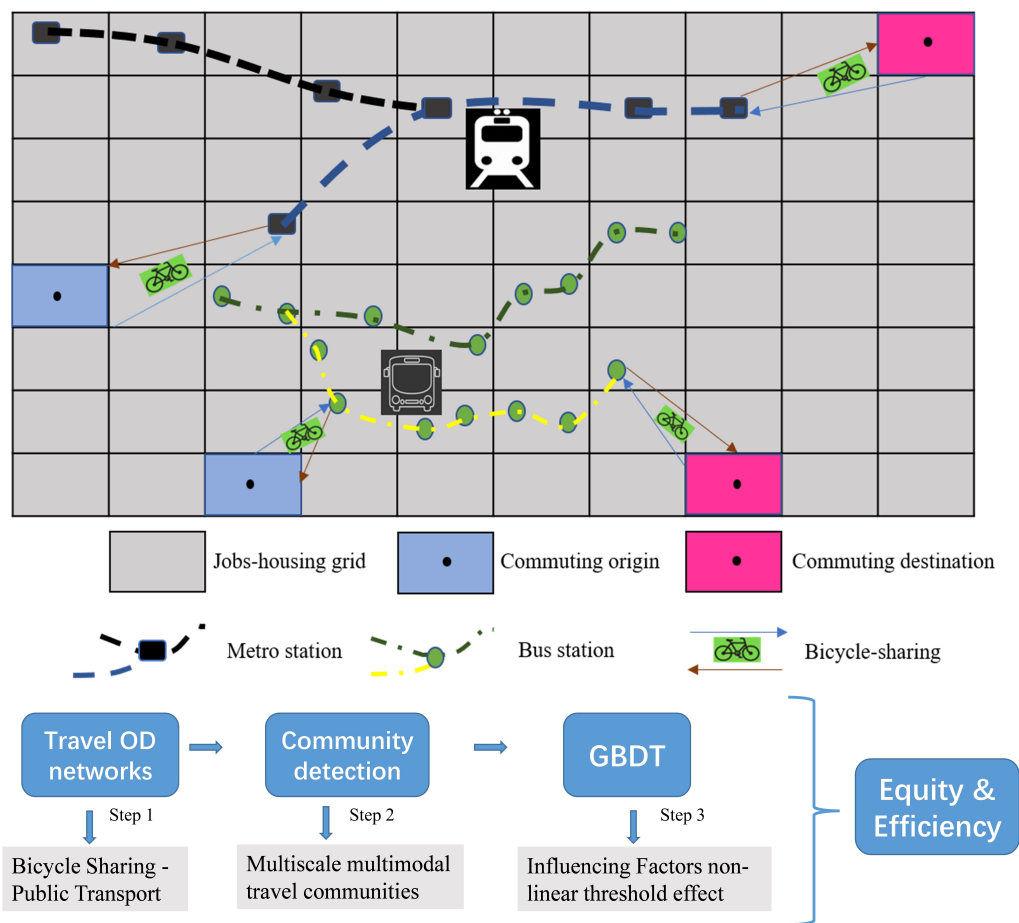 Jobs-housing grid
Commuting origin
Commuting destination
Metro station
Bus station
Bicycle-sharing
Travel OD
networks
Community
detection
GBDT
Equity &
Efficiency
Step 1
Step 2
Step 3
Bicycle Sharing -
Public Transport
Multiscale multimodal
travel communities
Influencing Factors non-
linear threshold effect